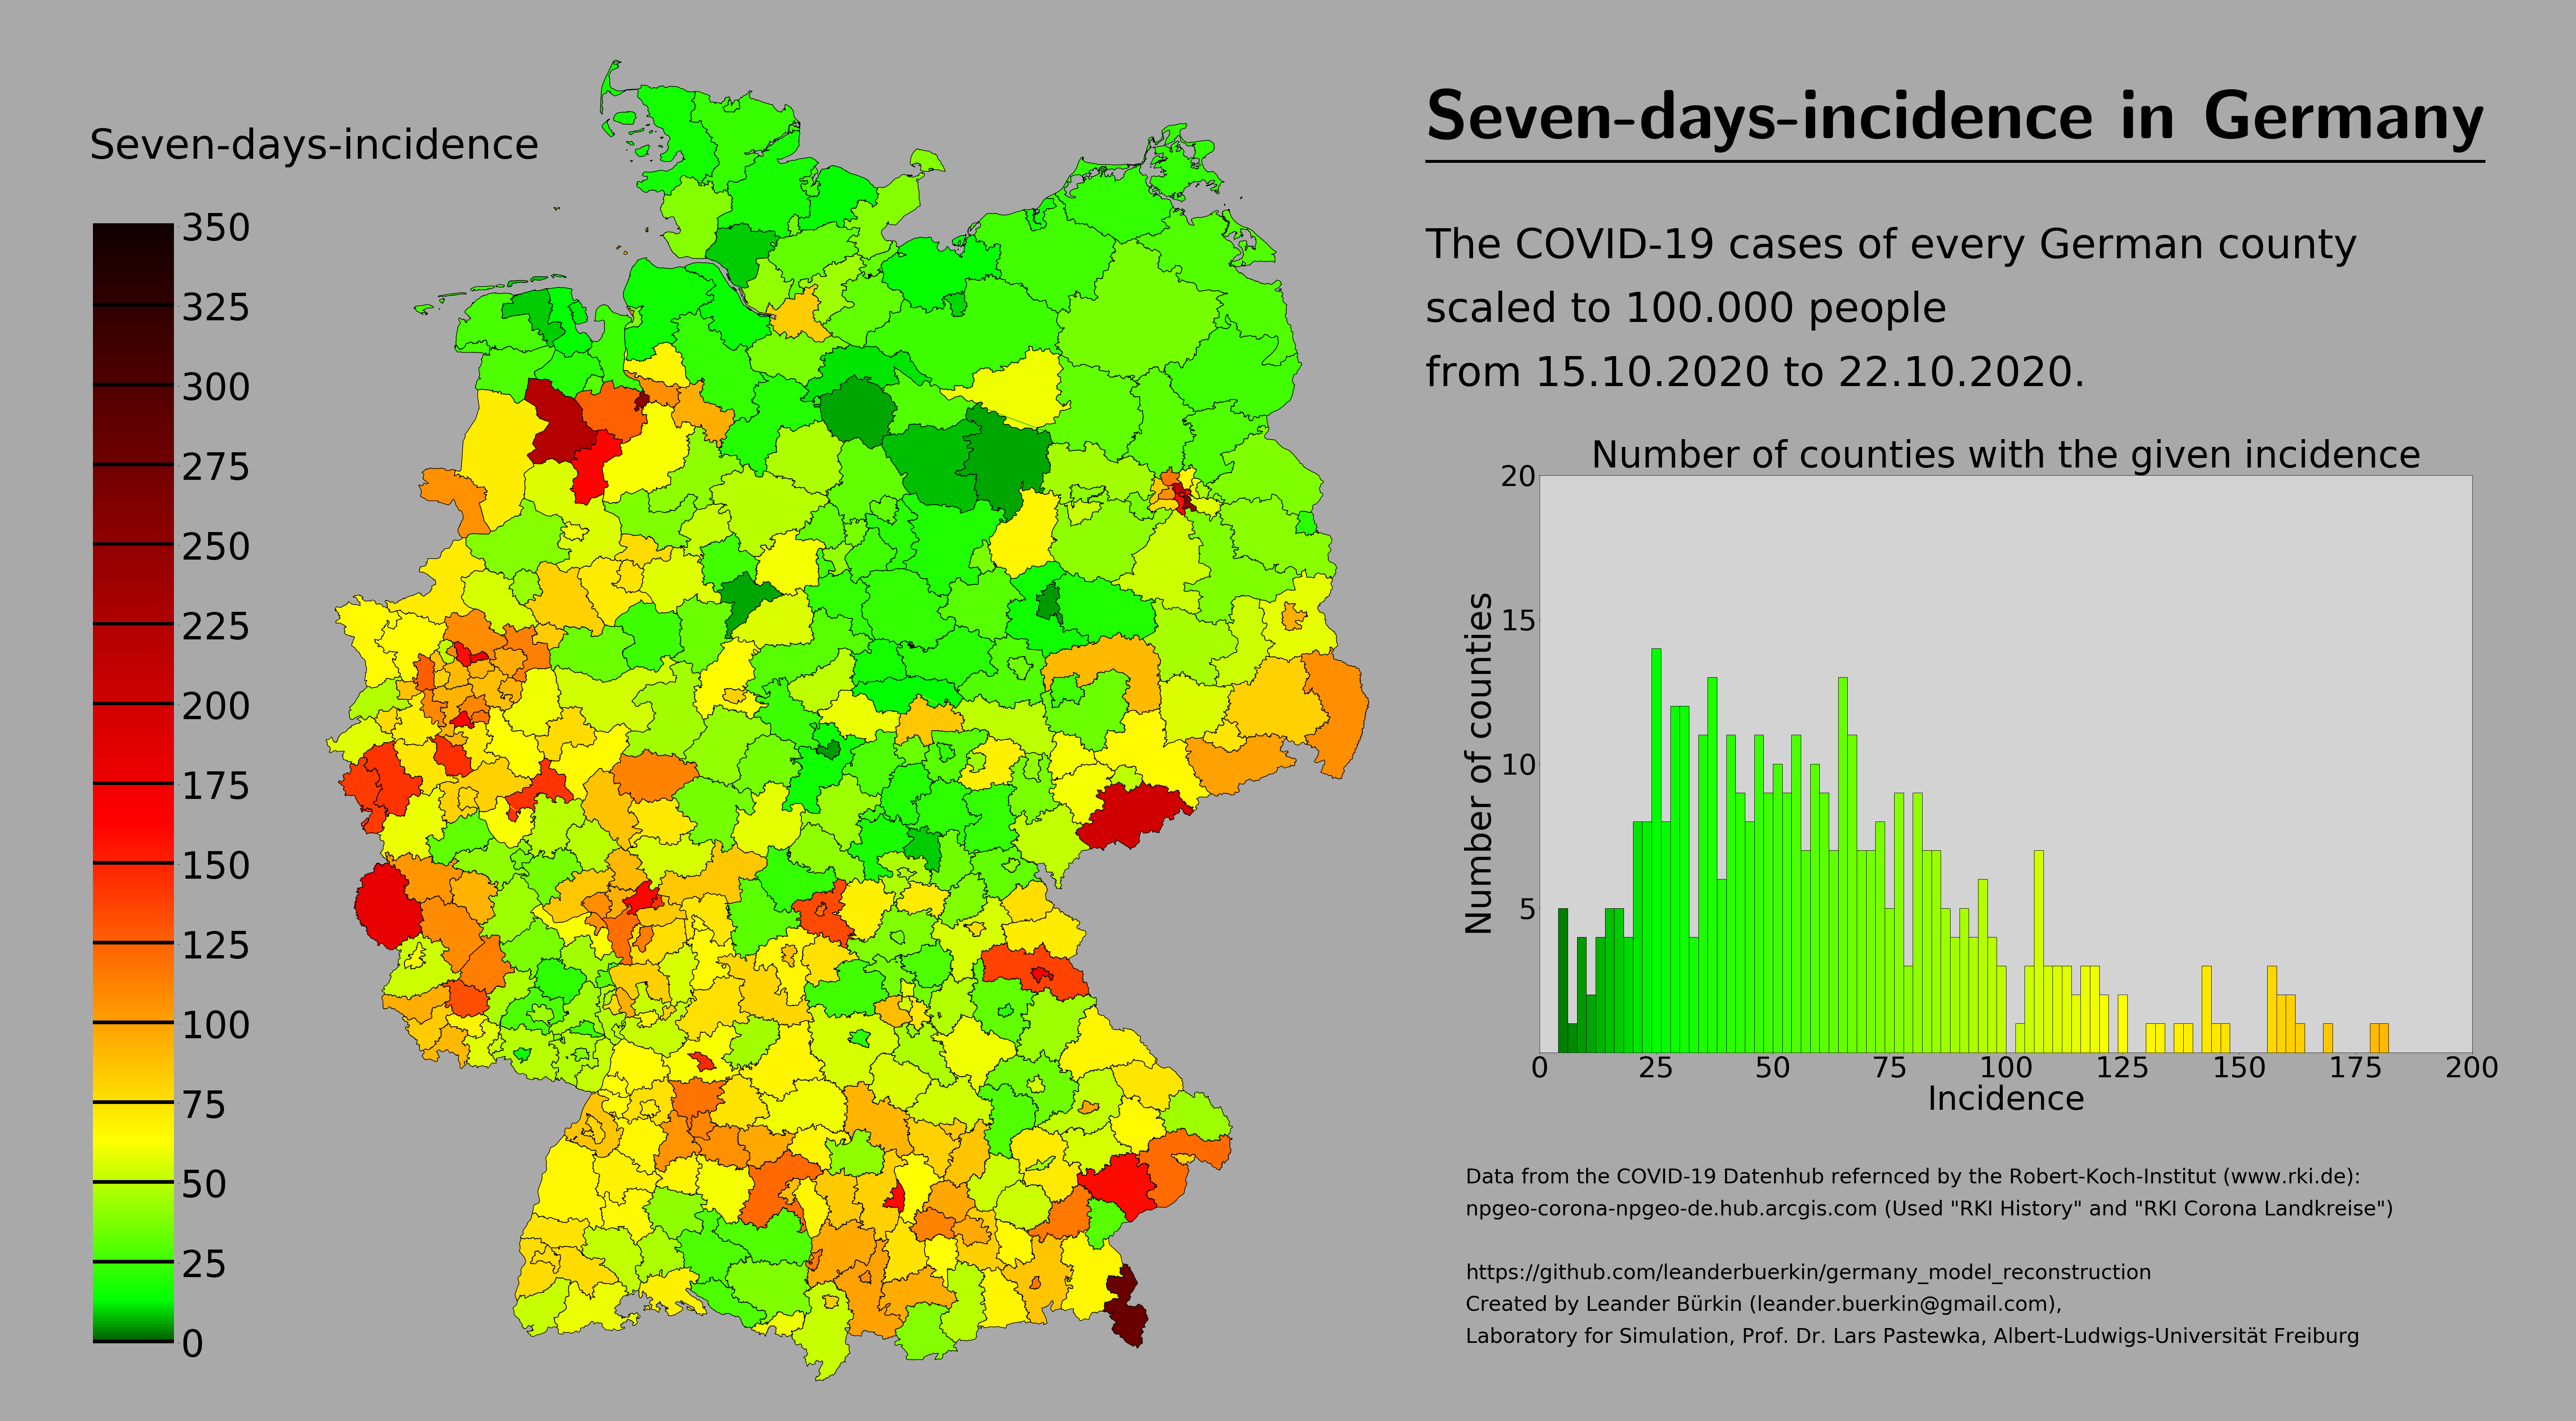 Seven-days-incidence
350
325
300
275
250
225
200
175
150
125
100
75
50
25
0
Seven-days-incidence in Germany
The COVID-19 cases of every German county
scaled to 100.000 people
from 15.10.2020 to 22.10.2020.
Number of counties with the given incidence
20
15
10
5
Number of counties
0 25 50 75 100 125 150 175 200
Incidence
Data from the COVID-19 Datenhub refernced by the Robert-Koch-Institut (www.rki.de):
npgeo-corona-npgeo-de.hub.arcgis.com (Used "RKI History" and "RKI Corona Landkreise")
https://github.com/leanderbuerkin/germany_model_reconstruction
Created by Leander Bürkin (leander.buerkin@gmail.com),
Laboratory for Simulation, Prof. Dr. Lars Pastewka, Albert-Ludwigs-Universität Freiburg